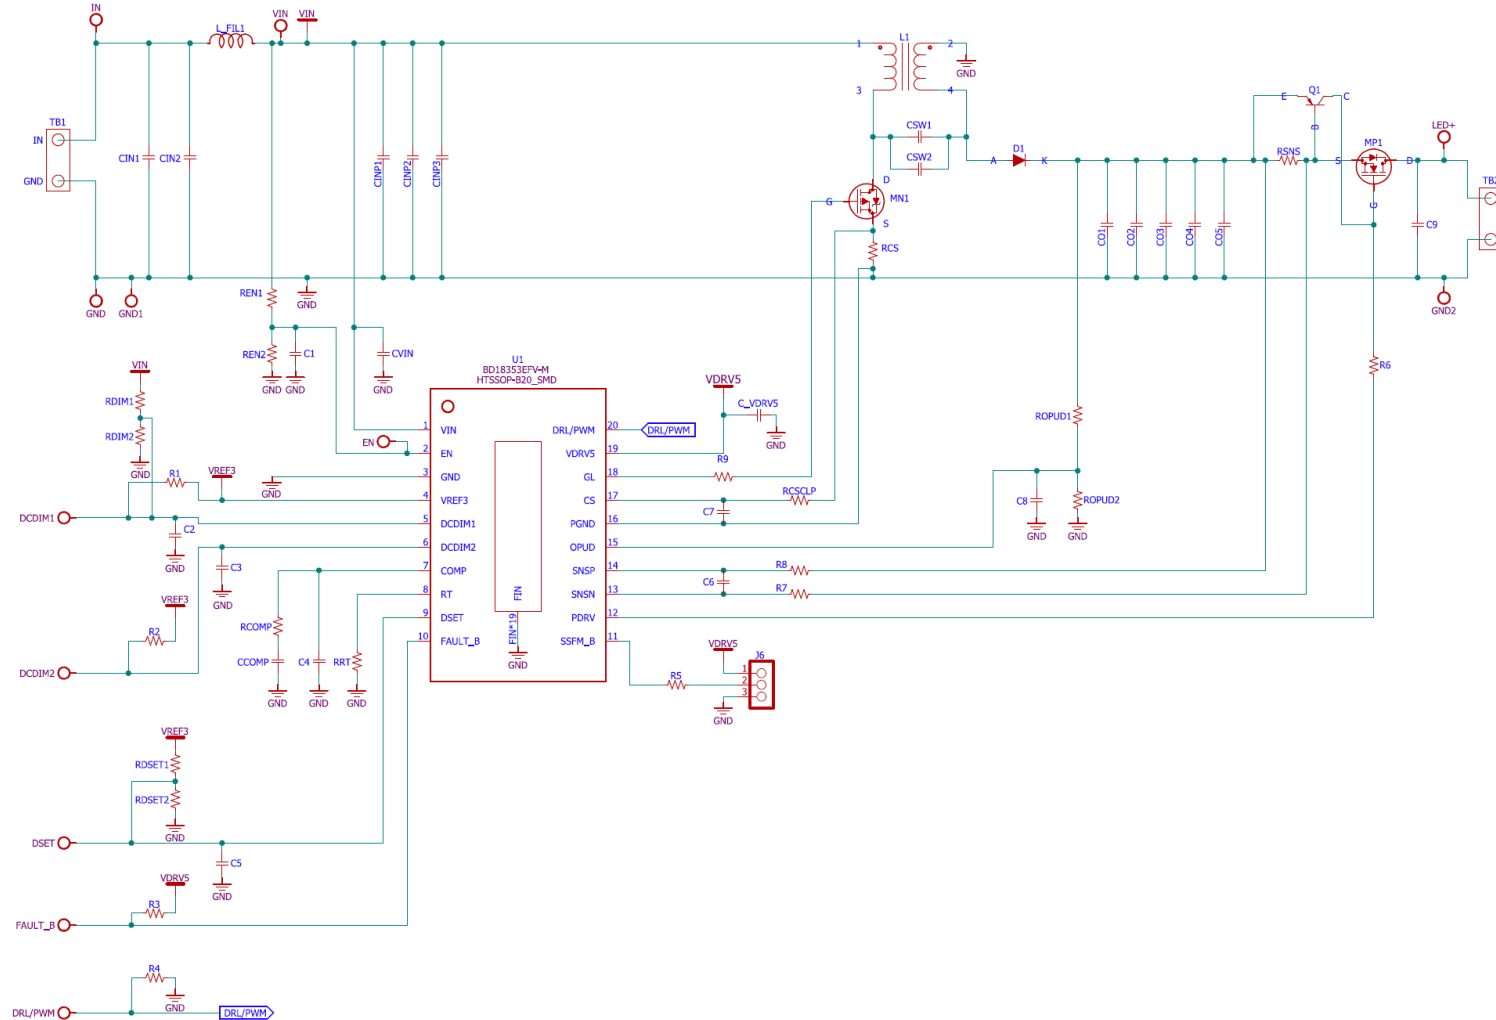 IN
VIN VIN
L_FIL1
TB1
IN
GND
CIN1 CIN2
CINP1 CINP2 CINP3
1 L1 2
GND
3 4
CSW1
CSW2
D
G MN1
S
RCS
A D1 K
E Q1 C
B
RSNS
S MP1 D
G
LED+
CO1 CO2 CO3 CO4 CO5
C9
GND GND1
REN1
GND
GND2
REN2 C1
GND GND
CVIN
GND
R6
VIN
RDIM1
RDIM2
GND
R1 VREF3
GND
DCDIM1
C2
GND
C3
GND
VREF3
R2
DCDIM2
RCOMP
CCOMP C4 RRT
GND GND GND
EN
U1
BD18353EFV-M
HTSSOP-B20_SMD
1 VIN
2 EN
3 GND
4 VREF3
5 DCDIM1
6 DCDIM2
7 COMP
8 RT
9 DSET
10 FAULT_B
DRL/PWM 20
VDRV5 19
GL 18
CS 17
PGND 16
OPUD 15
SNSP 14
SNSN 13
PDRV 12
SSFM_B 11
FIN
FIN*19
GND
VDRV5
C_VDRV5
GND
DRL/PWM
R9
RCSCLP
C7
ROPUD1
C8 ROPUD2
GND GND
R8
C6
R7
VDRV5
J6
R5
1
2
3
GND
VREF3
RDSET1
RDSET2
GND
DSET
C5
GND
VDRV5
R3
FAULT_B
R4
GND
DRL/PWM DRL/PWM